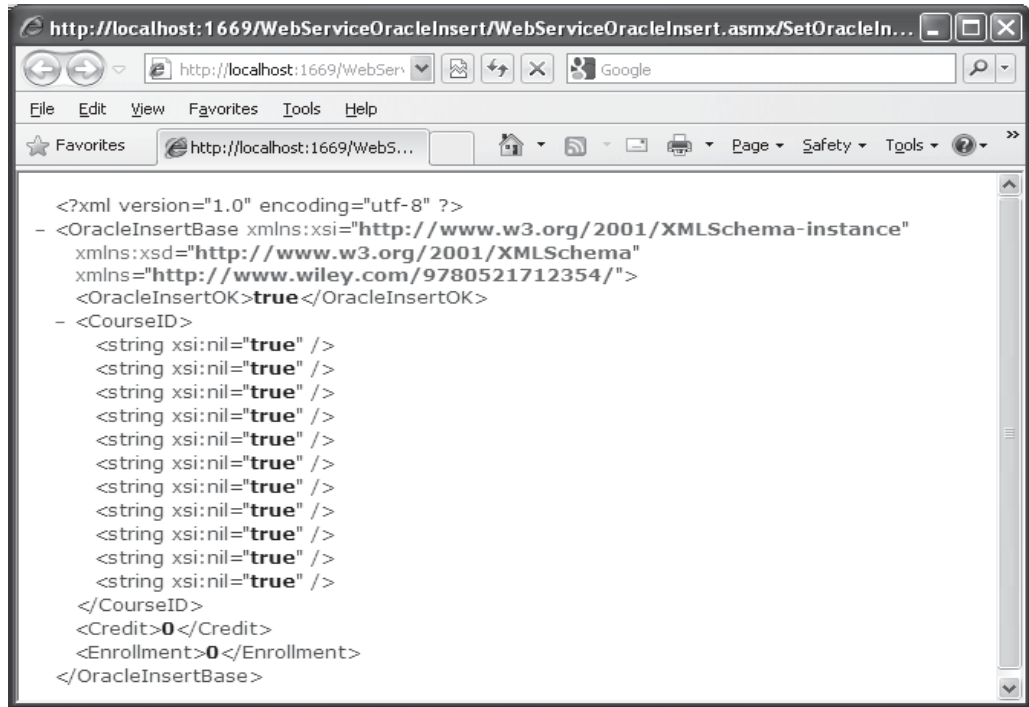 http://localhost:1669/WebServiceOracleInsert/WebServiceOracleInsert.asmx/SetOracleIn...
http://localhost:1669/WebSer
Google
File Edit View Favorites Tools Help
Favorites http://localhost:1669/WebS... Page Safety Tools »
<?xml version="1.0" encoding="utf-8" ?>
– <OracleInsertBase xmlns:xsi="http://www.w3.org/2001/XMLSchema-instance"
xmlns:xsd="http://www.w3.org/2001/XMLSchema"
xmlns="http://www.wiley.com/9780521712354/">
<OracleInsertOK>true</OracleInsertOK>
– <CourseID>
<string xsi:nil="true" />
<string xsi:nil="true" />
<string xsi:nil="true" />
<string xsi:nil="true" />
<string xsi:nil="true" />
<string xsi:nil="true" />
<string xsi:nil="true" />
<string xsi:nil="true" />
<string xsi:nil="true" />
<string xsi:nil="true" />
<string xsi:nil="true" />
</CourseID>
<Credit>0</Credit>
<Enrollment>0</Enrollment>
</OracleInsertBase>